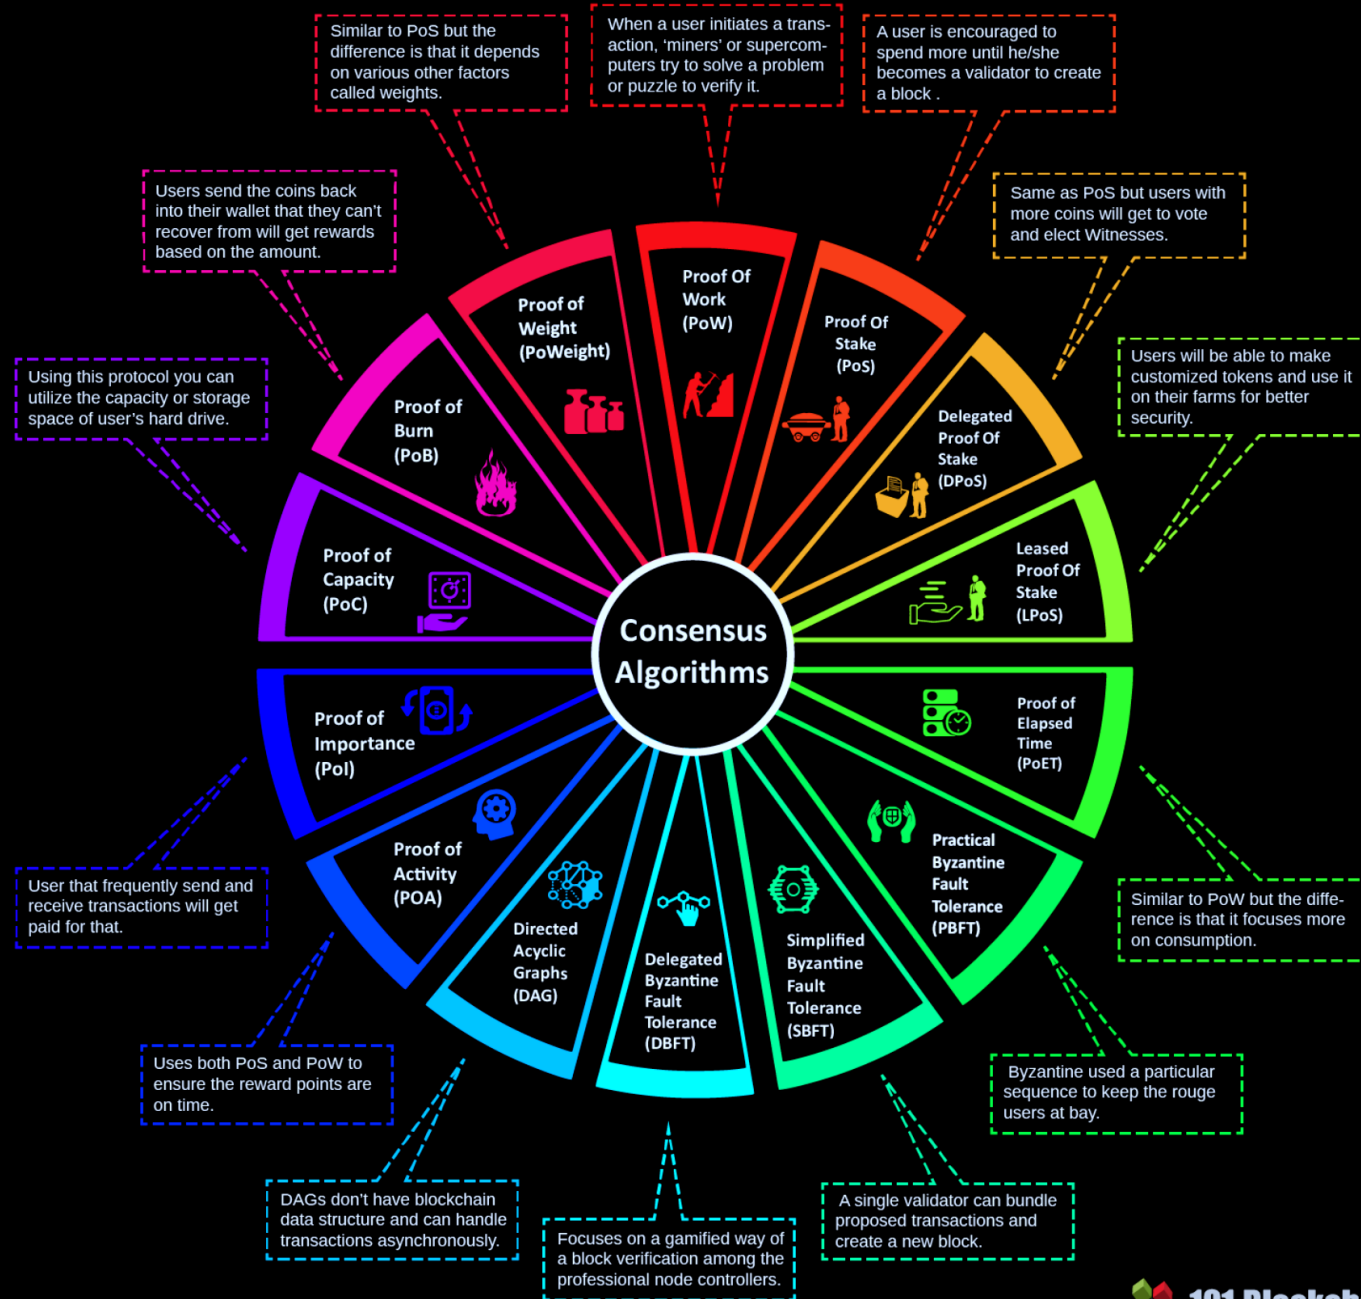 Similar to PoS but the
difference is that it depends
on various other factors
called weights.
When a user initiates a trans-
action, ‘miners’ or supercom-
puters try to solve a problem
or puzzle to verify it.
A user is encouraged to
spend more until he/she
becomes a validator to create
a block .
Users send the coins back
into their wallet that they can’t
recover from will get rewards
based on the amount.
Same as PoS but users with
more coins will get to vote
and elect Witnesses.
Using this protocol you can
utilize the capacity or storage
space of user’s hard drive.
Users will be able to make
customized tokens and use it
on their farms for better
security.
Proof of
Weight
(PoWeight)
Proof Of
Work
(PoW)
Proof Of
Stake
(PoS)
Proof of
Burn
(PoB)
Delegated
Proof Of
Stake
(DPoS)
Proof of
Capacity
(PoC)
Leased
Proof Of
Stake
(LPoS)
Consensus
Algorithms
Proof of
Importance
(PoI)
Proof of
Elapsed
Time
(PoET)
Proof of
Activity
(POA)
Practical
Byzantine
Fault
Tolerance
(PBFT)
Directed
Acyclic
Graphs
(DAG)
Delegated
Byzantine
Fault
Tolerance
(DBFT)
Simplified
Byzantine
Fault
Tolerance
(SBFT)
User that frequently send and
receive transactions will get
paid for that.
Similar to PoW but the diffe-
rence is that it focuses more
on consumption.
Uses both PoS and PoW to
ensure the reward points are
on time.
Byzantine used a particular
sequence to keep the rouge
users at bay.
DAGs don’t have blockchain
data structure and can handle
transactions asynchronously.
Focuses on a gamified way of
a block verification among the
professional node controllers.
A single validator can bundle
proposed transactions and
create a new block.
101